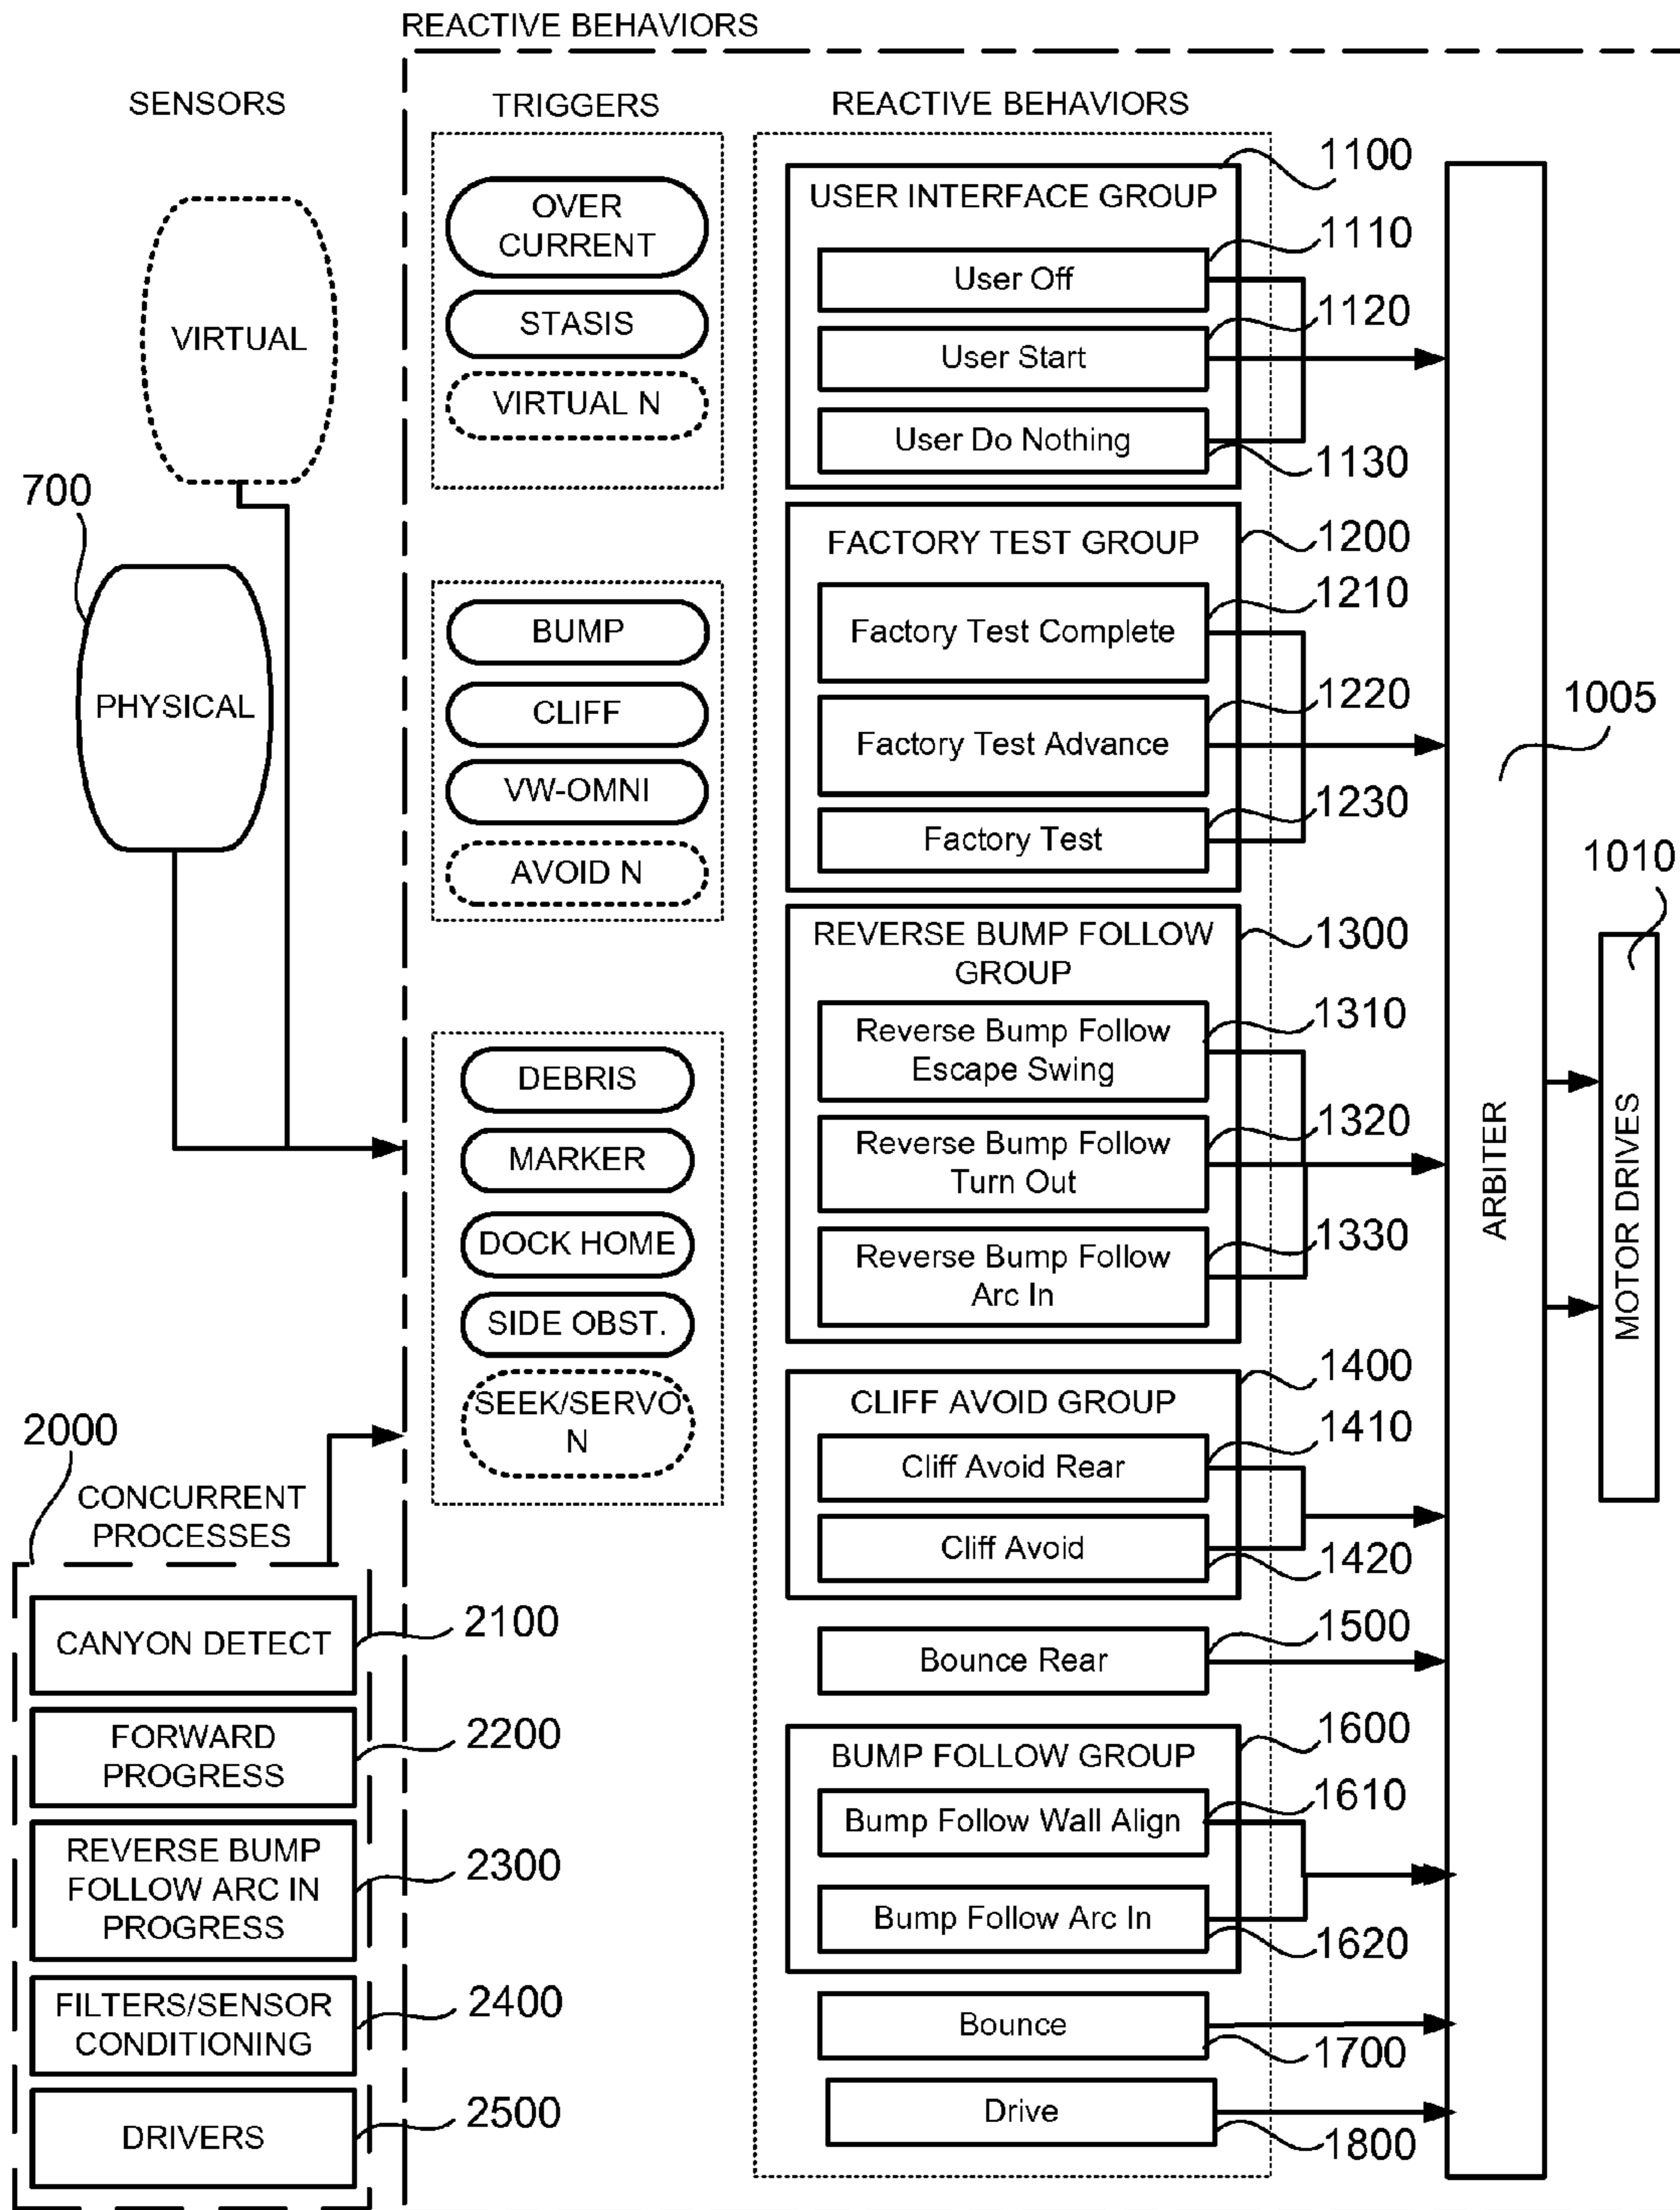 REACTIVE BEHAVIORS
SENSORS
VIRTUAL
700
PHYSICAL
2000
CONCURRENT
PROCESSES
CANYON DETECT
2100
FORWARD
PROGRESS
2200
REVERSE BUMP
FOLLOW ARC IN
PROGRESS
2300
FILTERS/SENSOR
CONDITIONING
2400
DRIVERS
2500
TRIGGERS
OVER
CURRENT
STASIS
VIRTUAL N
BUMP
CLIFF
VW-OMNI
AVOID N
DEBRIS
MARKER
DOCK HOME
SIDE OBST.
SEEK/SERVO
N
REACTIVE BEHAVIORS
USER INTERFACE GROUP
1100
User Off
1110
User Start
1120
User Do Nothing
1130
FACTORY TEST GROUP
1200
Factory Test Complete
1210
Factory Test Advance
1220
Factory Test
1230
REVERSE BUMP FOLLOW
GROUP
1300
Reverse Bump Follow
Escape Swing
1310
Reverse Bump Follow
Turn Out
1320
Reverse Bump Follow
Arc In
1330
CLIFF AVOID GROUP
1400
Cliff Avoid Rear
1410
Cliff Avoid
1420
Bounce Rear
1500
BUMP FOLLOW GROUP
1600
Bump Follow Wall Align
1610
Bump Follow Arc In
1620
Bounce
1700
Drive
1800
ARBITER
1005
MOTOR DRIVES
1010